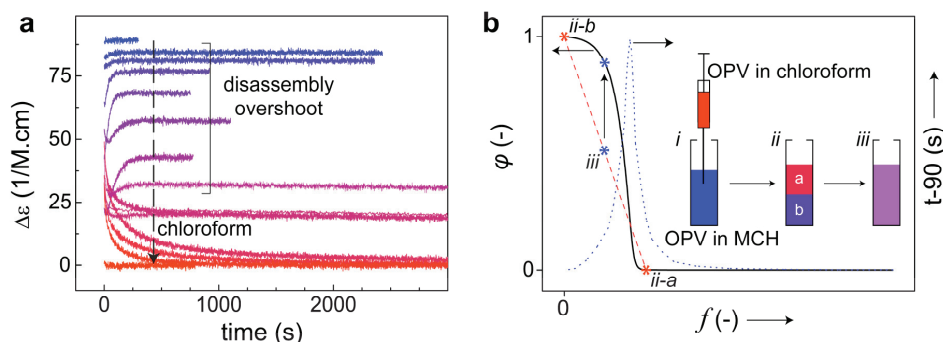 a
Δε (1/M.cm)
75
50
25
0
disassembly
overshoot
chloroform
0
1000
2000
time (s)
b
φ (-)
1
0
ii-b
iii
ii-a
OPV in chloroform
i
ii
iii
a
b
OPV in MCH
0
f (-)
t-90 (s)